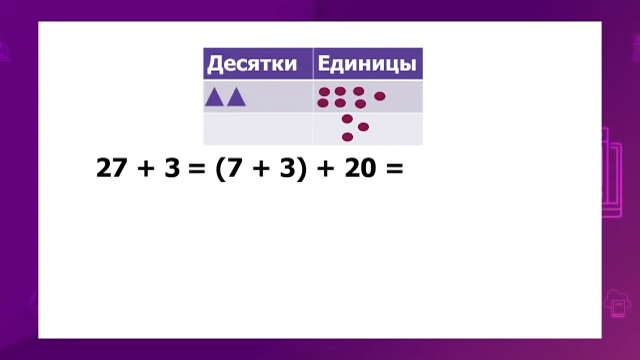 Десятки Единицы
27 + 3 = (7 + 3) + 20 =